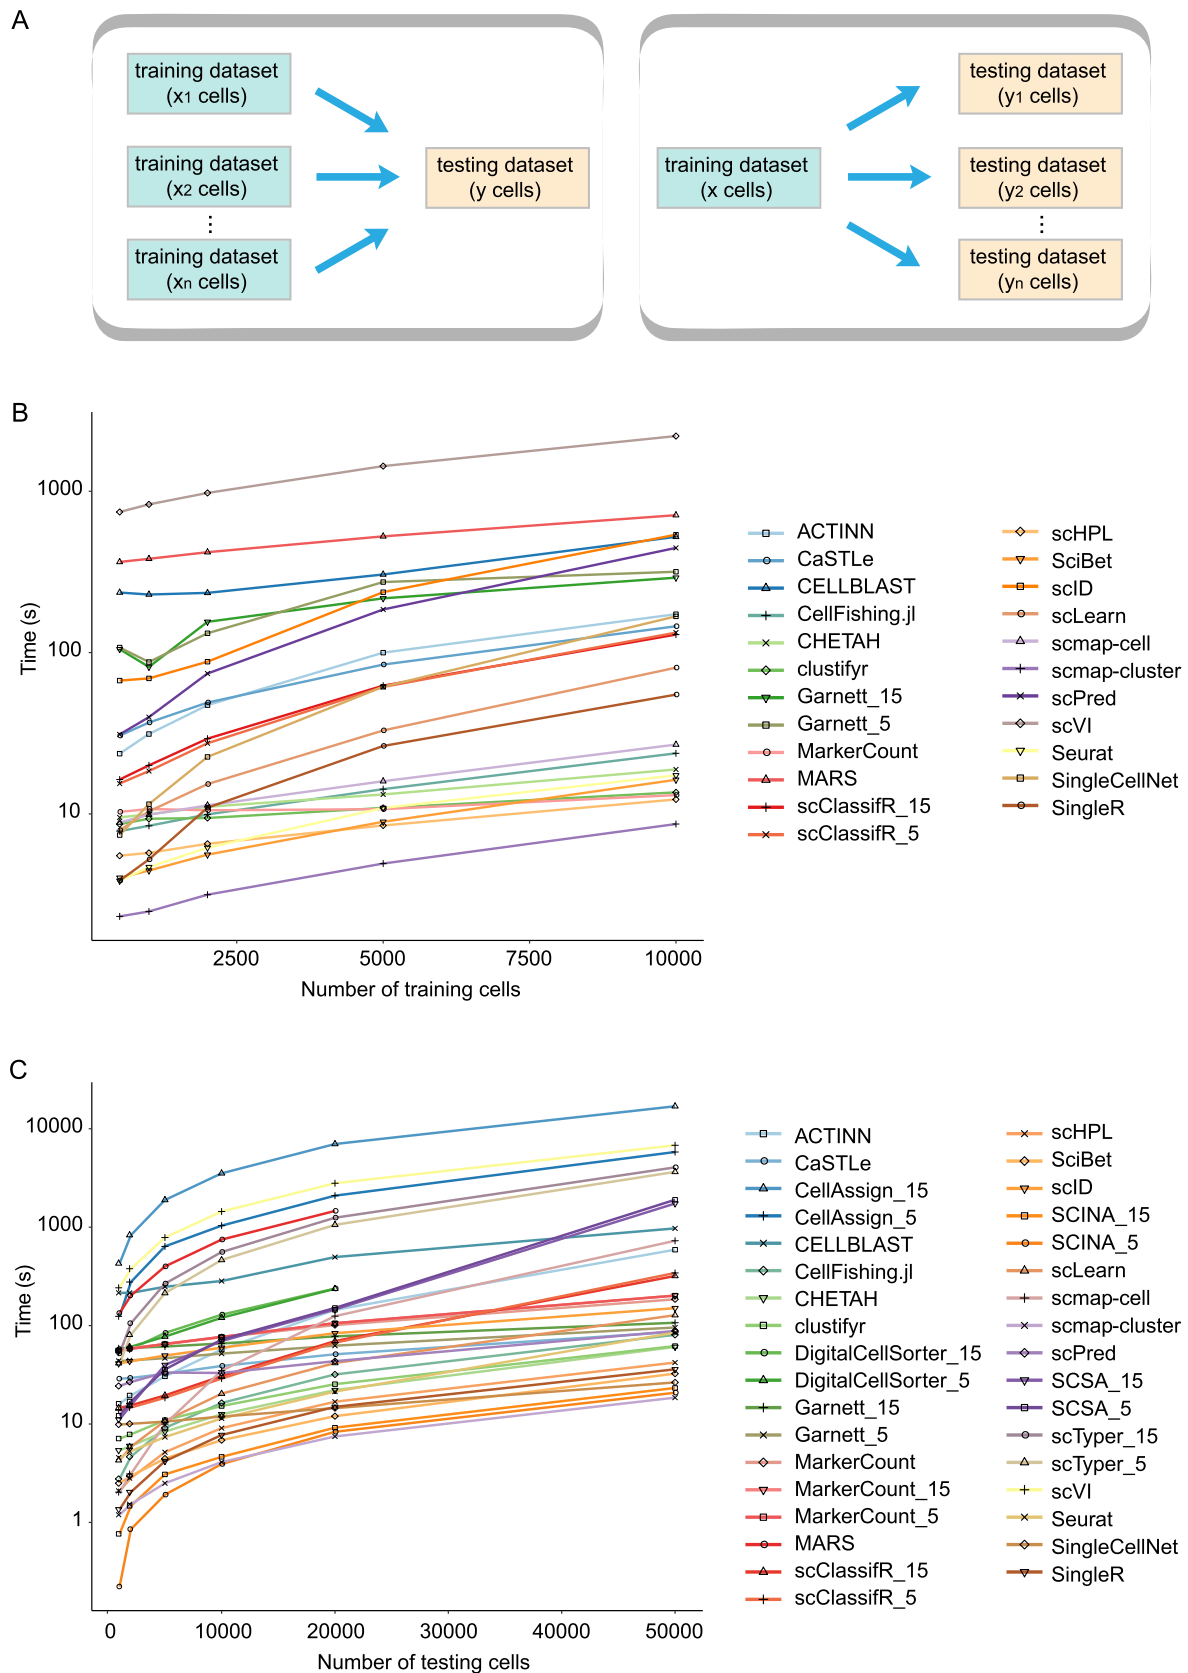 A
training dataset
(x1 cells)
training dataset
(x2 cells)
⋮
training dataset
(xn cells)
testing dataset
(y cells)
training dataset
(x cells)
testing dataset
(y1 cells)
testing dataset
(y2 cells)
⋮
testing dataset
(yn cells)
B
Time (s)
1000
100
10
2500
5000
7500
10000
Number of training cells
ACTINN
CaSTLe
CELLBLAST
CellFishing.jl
CHETAH
clustifyr
Garnett_15
Garnett_5
MarkerCount
MARS
scClassifR_15
scClassifR_5
scHPL
SciBet
scID
scLearn
scmap-cell
scmap-cluster
scPred
scVI
Seurat
SingleCellNet
SingleR
C
Time (s)
10000
1000
100
10
1
0
10000
20000
30000
40000
50000
Number of testing cells
ACTINN
CaSTLe
CellAssign_15
CellAssign_5
CELLBLAST
CellFishing.jl
CHETAH
clustifyr
DigitalCellSorter_15
DigitalCellSorter_5
Garnett_15
Garnett_5
MarkerCount
MarkerCount_15
MarkerCount_5
MARS
scClassifR_15
scClassifR_5
scHPL
SciBet
scID
SCINA_15
SCINA_5
scLearn
scmap-cell
scmap-cluster
scPred
SCSA_15
SCSA_5
scTyper_15
scTyper_5
scVI
Seurat
SingleCellNet
SingleR